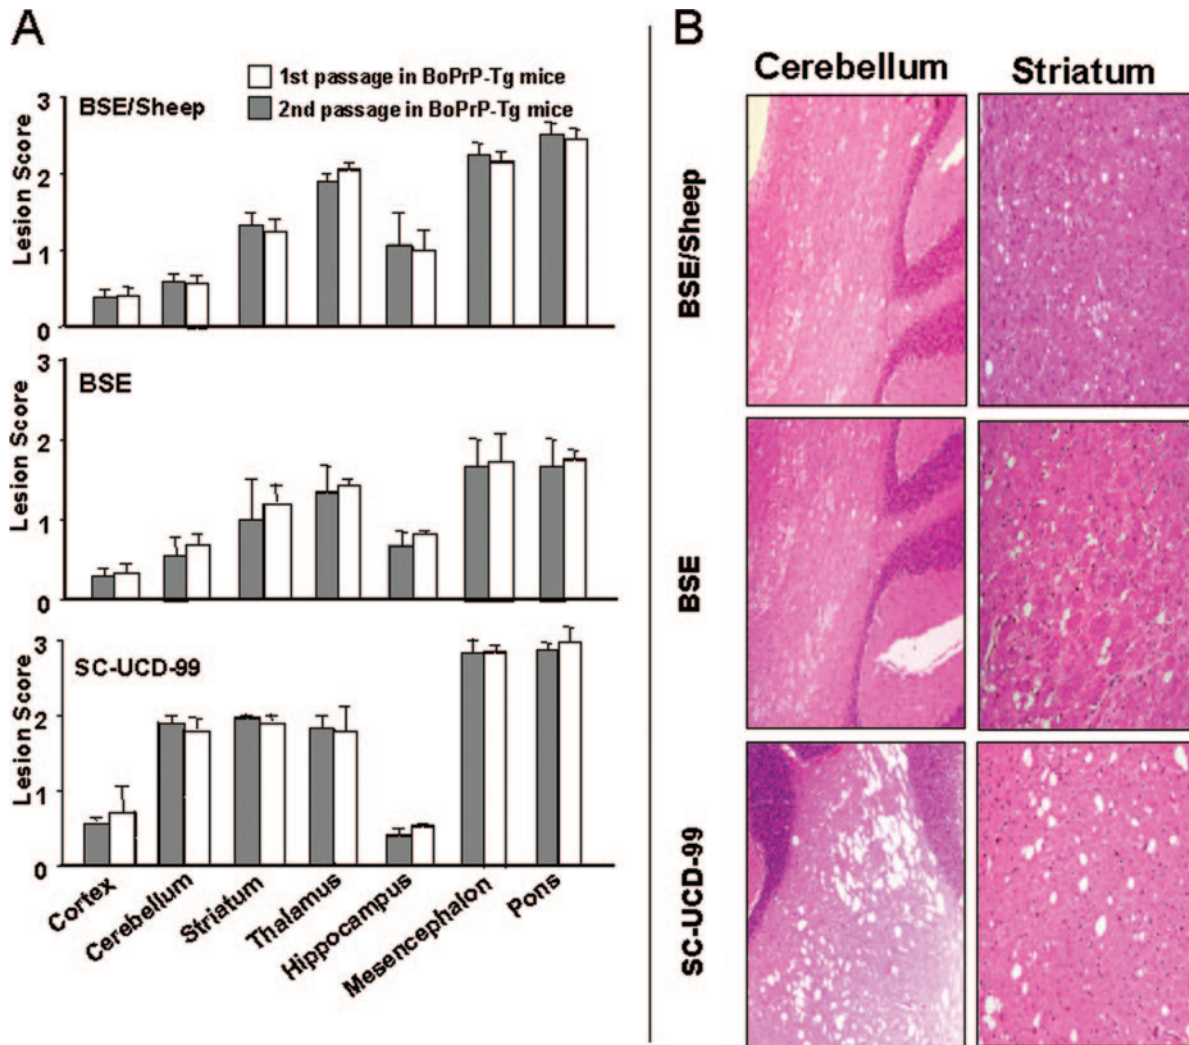 A
1st passage in BoPrP-Tg mice
2nd passage in BoPrP-Tg mice
BSE/Sheep
Lesion Score
3
2
1
0
BSE
Lesion Score
3
2
1
0
SC-UCD-99
Lesion Score
3
2
1
0
Cortex
Cerebellum
Striatum
Thalamus
Hippocampus
Mesencephalon
Pons
B
Cerebellum
Striatum
BSE/Sheep
BSE
SC-UCD-99